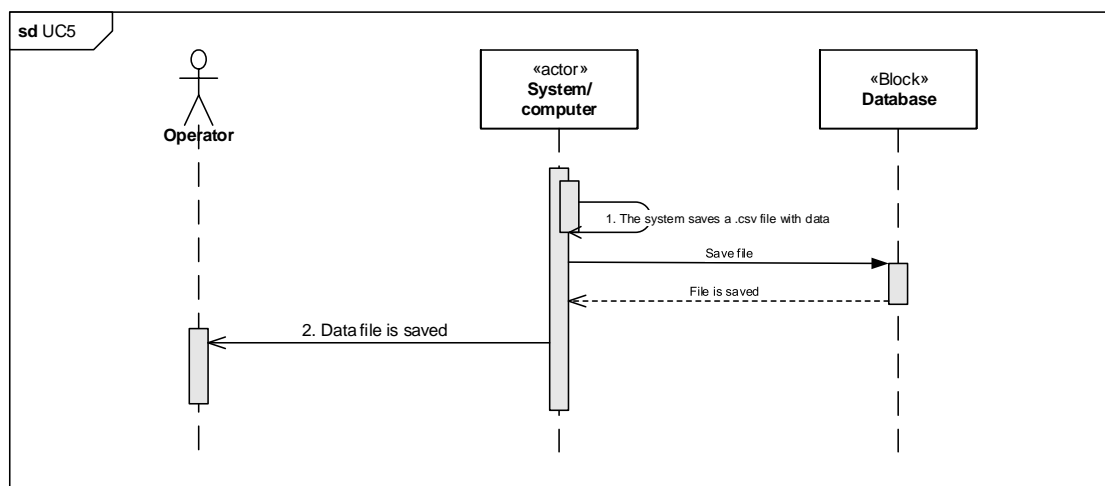 sd UC5
«actor»
System/
computer
«Block»
Database
Operator
1. The system saves a .csv file with data
Save file
File is saved
2. Data file is saved